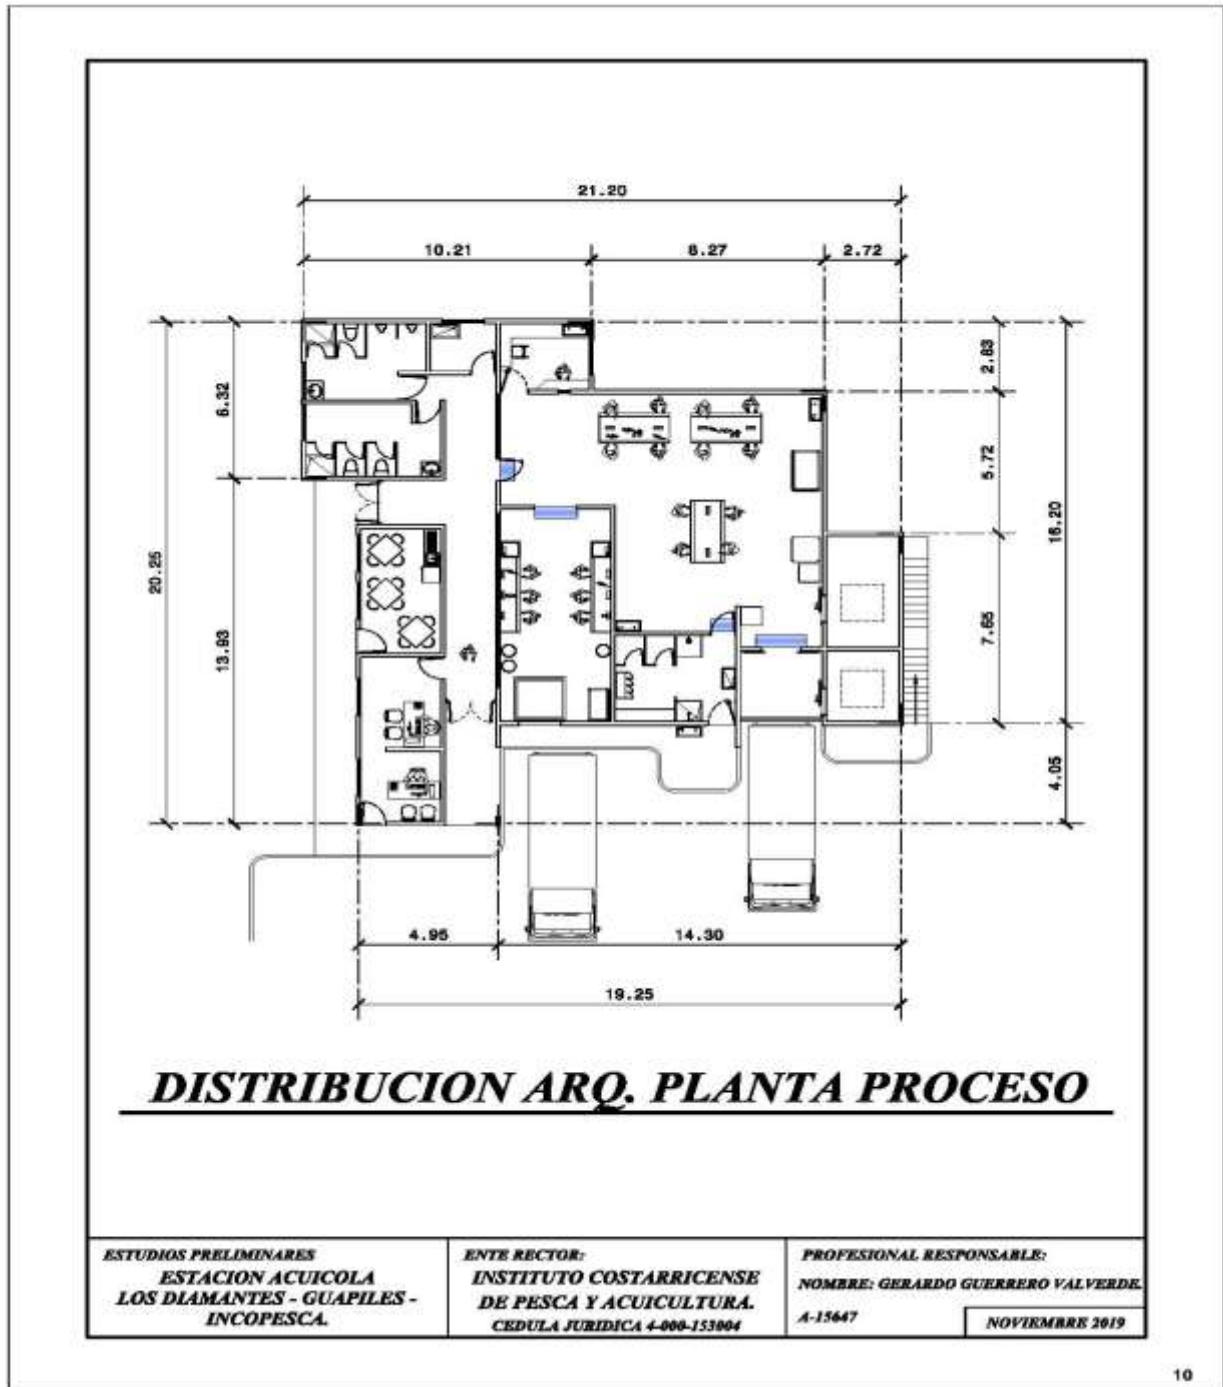 21.20
10.21
8.27
2.72
2.83
6.32
5.72
16.20
20.25
13.93
7.65
4.05
4.95
14.30
19.25
DISTRIBUCION ARQ. PLANTA PROCESO
ESTUDIOS PRELIMINARES
ESTACION ACUICOLA
LOS DIAMANTES - GUAPILES -
INCOPESCA.
ENTE RECTOR:
INSTITUTO COSTARRICENSE
DE PESCA Y ACUICULTURA.
CEDULA JURIDICA 4-000-153004
PROFESIONAL RESPONSABLE:
NOMBRE: GERARDO GUERRERO VALVERDE.
A-15647
NOVIEMBRE 2019
10